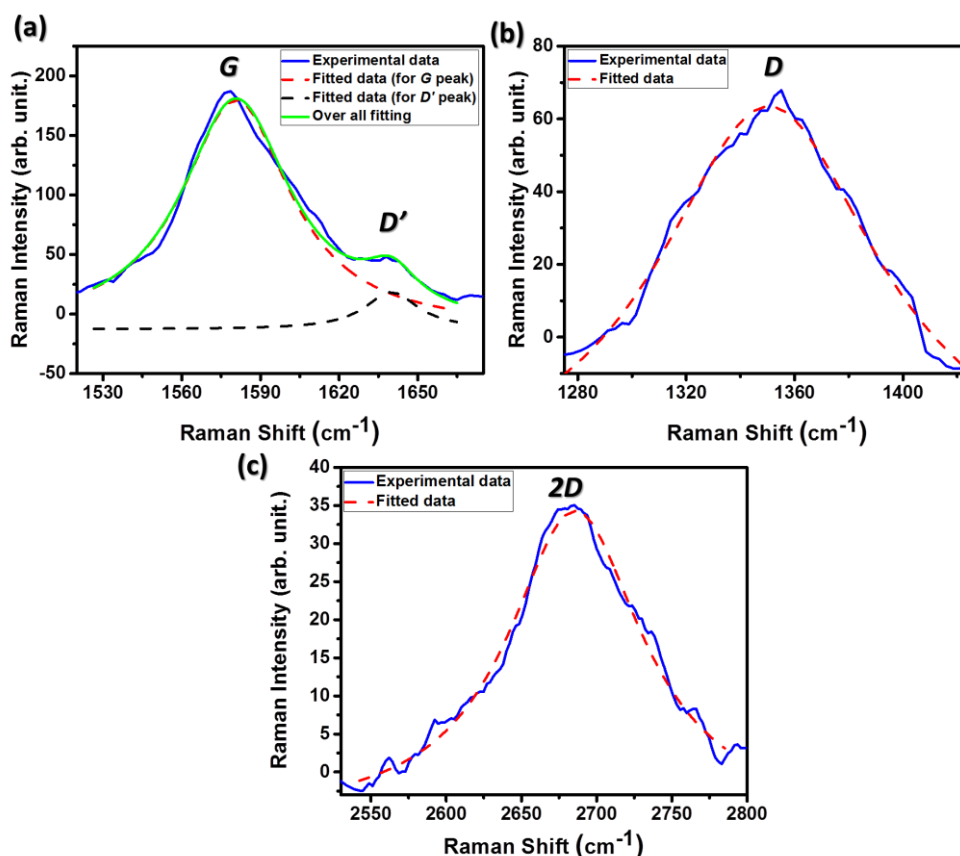 (a)
G
D'
Experimental data
Fitted data (for G peak)
Fitted data (for D' peak)
Over all fitting
200
150
100
50
0
-50
Raman Intensity (arb. unit.)
1530 1560 1590 1620 1650
Raman Shift (cm-1)
(b)
D
Experimental data
Fitted data
80
60
40
20
0
Raman Intensity (arb. unit.)
1280 1320 1360 1400
Raman Shift (cm-1)
(c)
2D
Experimental data
Fitted data
40
35
30
25
20
15
10
5
0
Raman Intensity (arb. unit.)
2550 2600 2650 2700 2750 2800
Raman Shift (cm-1)